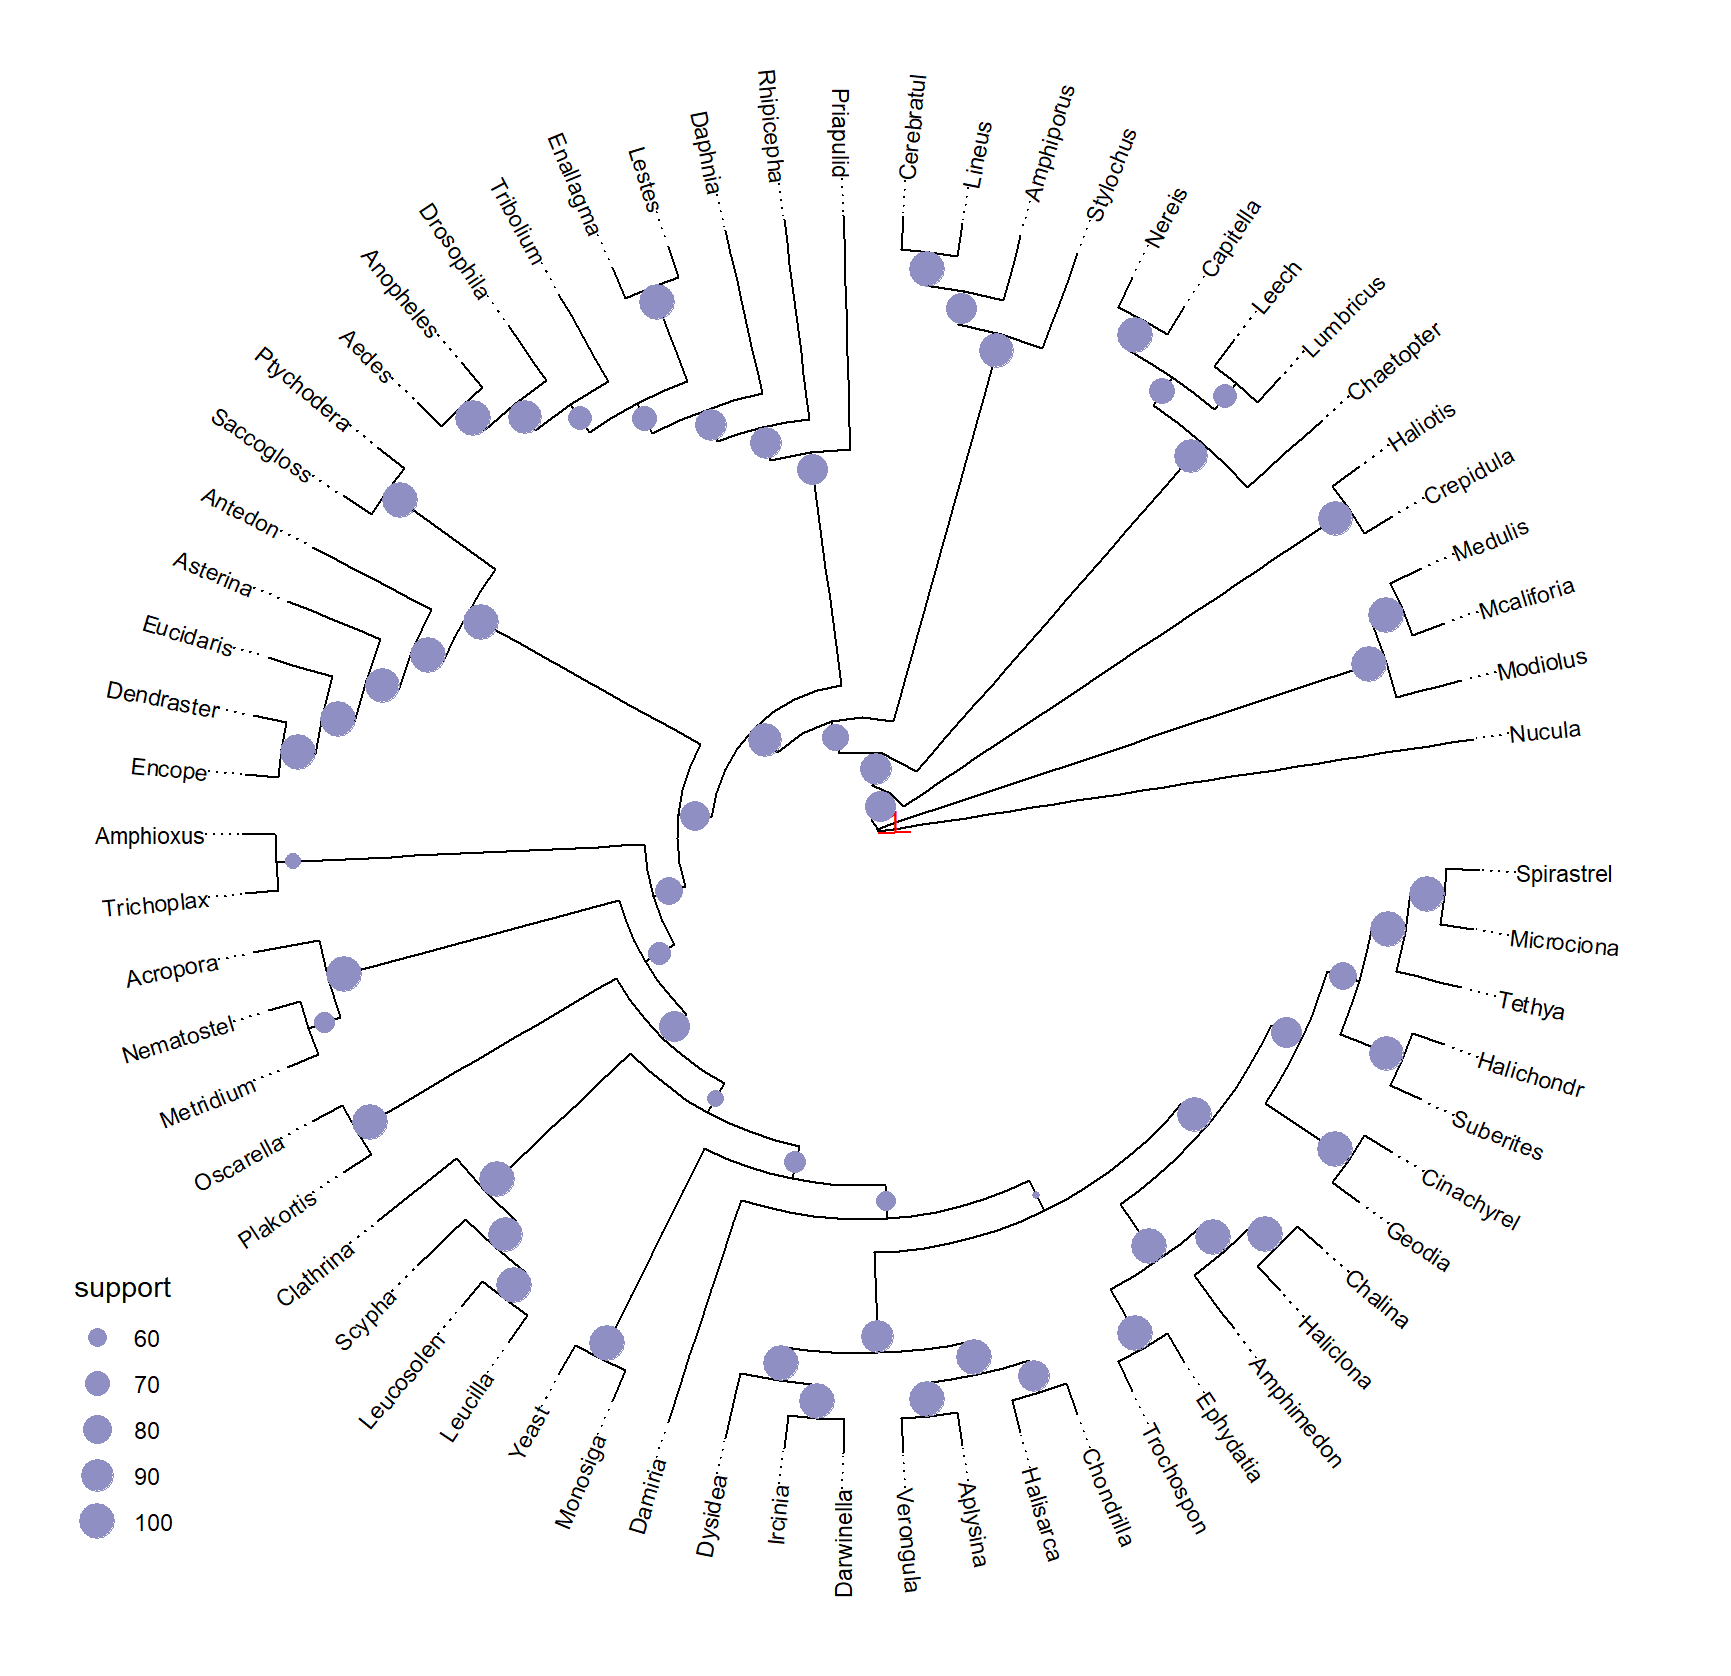 Priapulid
Rhipicepha
Daphnia
Lestes
Enallagma
Tribolium
Drosophila
Anopheles
Aedes
Ptychodera
Saccogloss
Antedon
Asterina
Eucidaris
Dendraster
Encope
Amphioxus
Trichoplax
Acropora
Nematostel
Metridium
Oscarella
Plakortis
Clathrina
Scypha
Leucosolen
Leucilla
Yeast
Monosiga
Damiria
Dysidea
Ircinia
Darwinella
Verongula
Aplysina
Halisarca
Chondrilla
Trochospon
Ephydatia
Amphimedon
Haliclona
Chalina
Geodia
Cinachyrel
Suberites
Halichondr
Tethya
Microciona
Spirastrel
Nucula
Modiolus
Mcaliforia
Medulis
Crepidula
Haliotis
Chaetopter
Lumbricus
Leech
Capitella
Nereis
Stylochus
Amphiporus
Lineus
Cerebratul
1
support
60
70
80
90
100